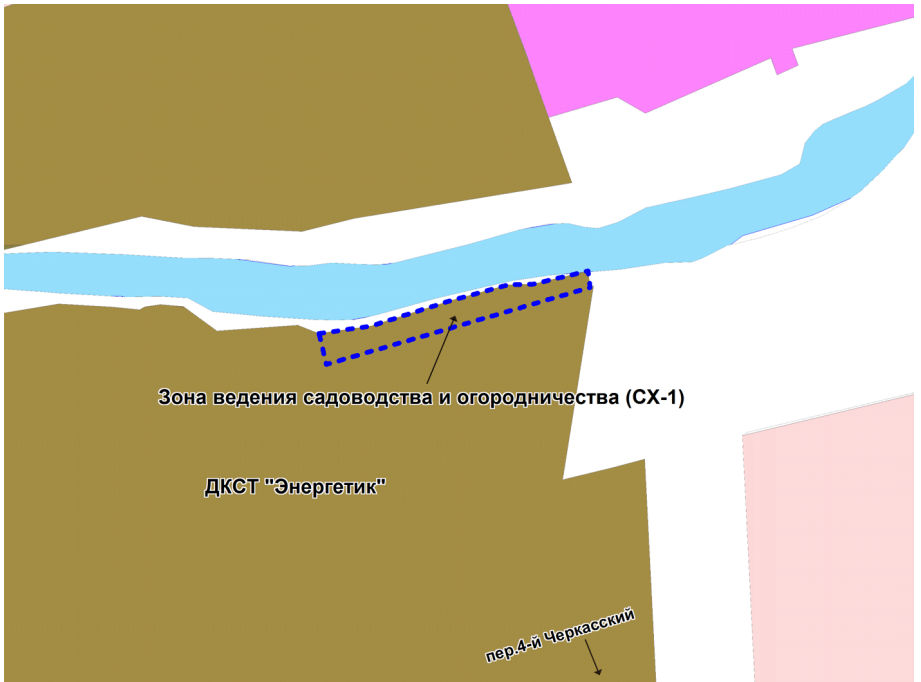 Зона ведения садоводства и огородничества (СХ-1)
ДКСТ "Энергетик"
пер.4-й Черкасский